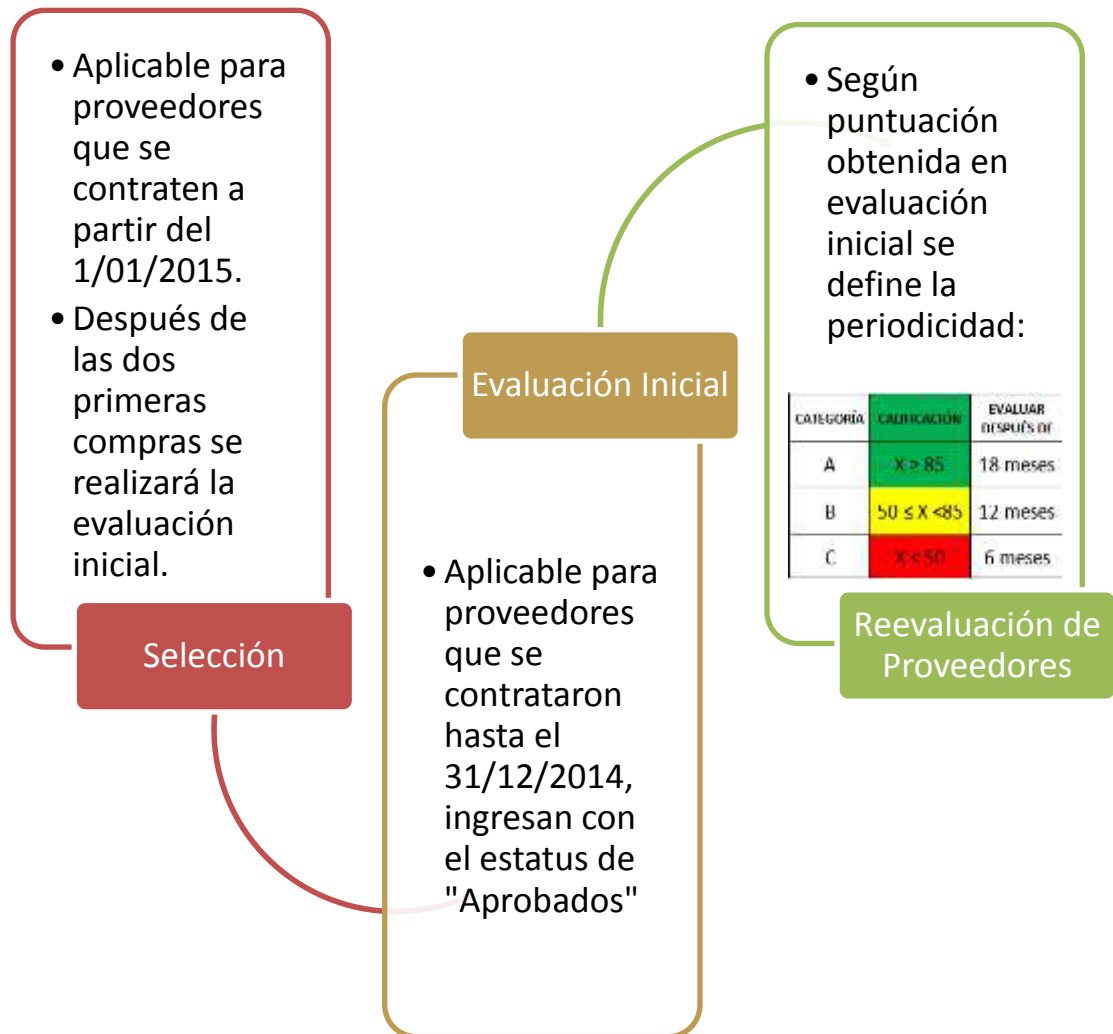 • Aplicable para
proveedores
que se
contraten a
partir del
1/01/2015.
• Después de
las dos
primeras
compras se
realizará la
evaluación
inicial.
Selección
Evaluación Inicial
• Aplicable para
proveedores
que se
contrataron
hasta el
31/12/2014,
ingresan con
el estatus de
"Aprobados"
• Según
puntuación
obtenida en
evaluación
inicial se
define la
periodicidad:
CATEGORÍA CALIFICACIÓN EVALUAR DESPUÉS DE
A X ≥ 85 18 meses
B 50 ≤ X <85 12 meses
C X < 50 6 meses
Reevaluación de
Proveedores